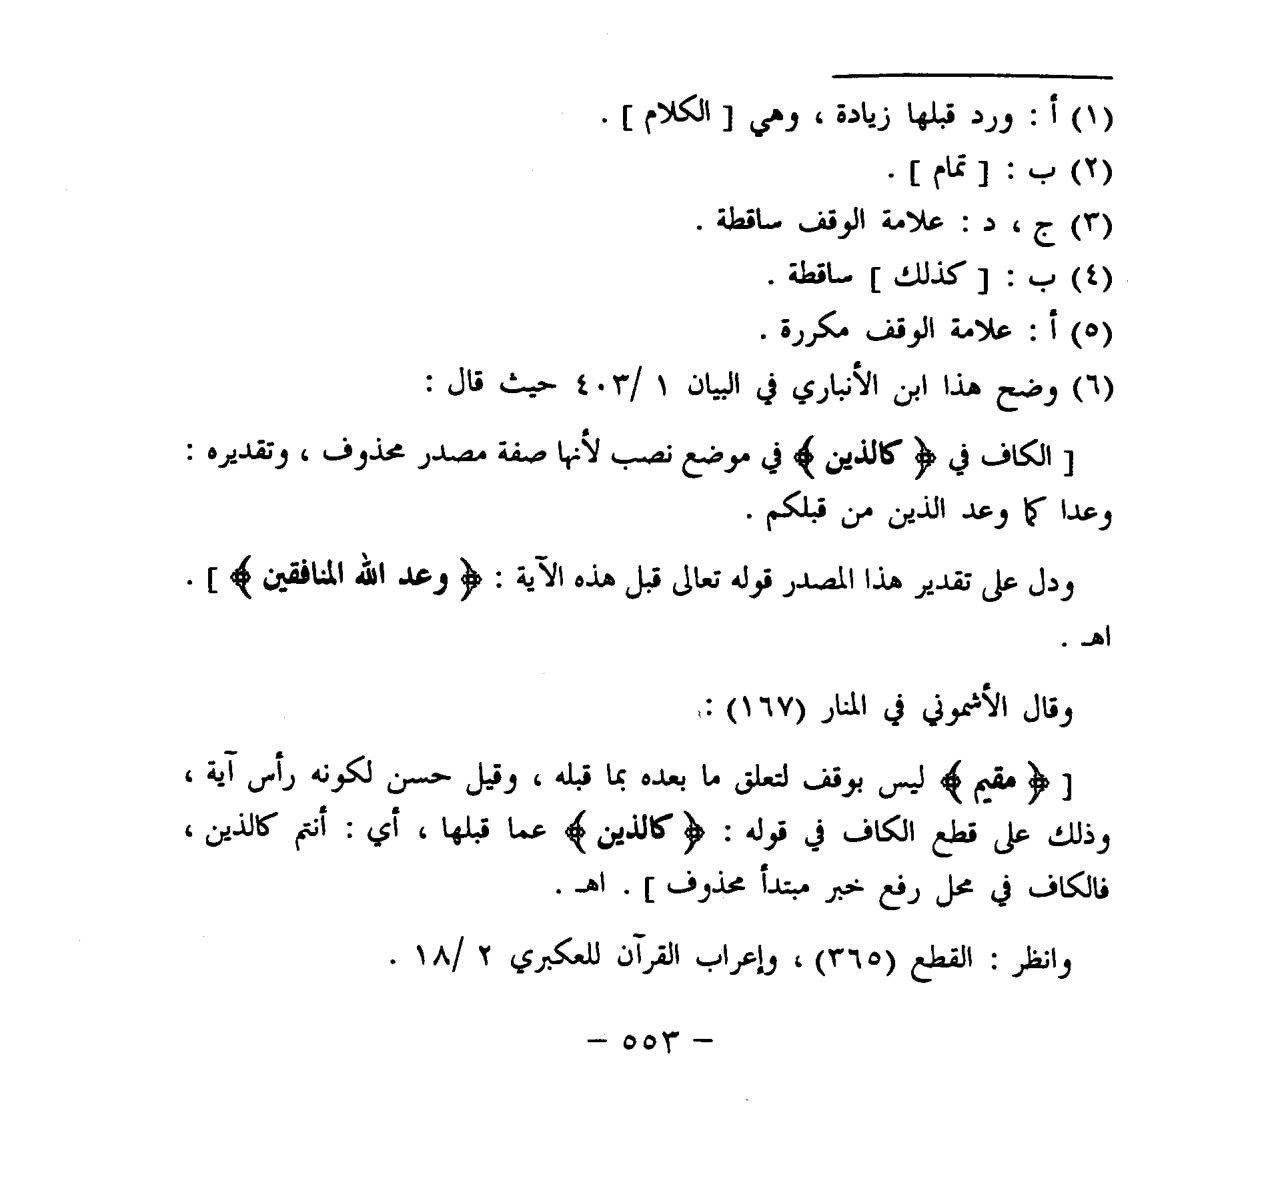 (١) أ : ورد قبلها زيادة ، وهي [ الكلام ] .
(٢) ب : [ تمام ] .
(٣) ج ، د : علامة الوقف ساقطة .
(٤) ب : [ كذلك ] ساقطة .
(٥) أ : علامة الوقف مكررة .
(٦) وضح هذا ابن الأنباري في البيان ١ /٤٠٣ حيث قال :
[ الكاف في ﴿ كالذين ﴾ في موضع نصب لأنها صفة مصدر محذوف ، وتقديره :
وعدا كما وعد الذين من قبلكم .
ودل على تقدير هذا المصدر قوله تعالى قبل هذه الآية : ﴿ وعد الله المنافقين ﴾ ] .
اهـ .
وقال الأشموني في المنار (١٦٧) :
[ ﴿ مقيم ﴾ ليس بوقف لتعلق ما بعده بما قبله ، وقيل حسن لكونه رأس آية ،
وذلك على قطع الكاف في قوله : ﴿ كالذين ﴾ عما قبلها ، أي : أنتم كالذين ،
فالكاف في محل رفع خبر مبتدأ محذوف ] . اهـ .
وانظر : القطع (٣٦٥) ، وإعراب القرآن للعكبري ٢ /١٨ .
– ٥٥٣ –